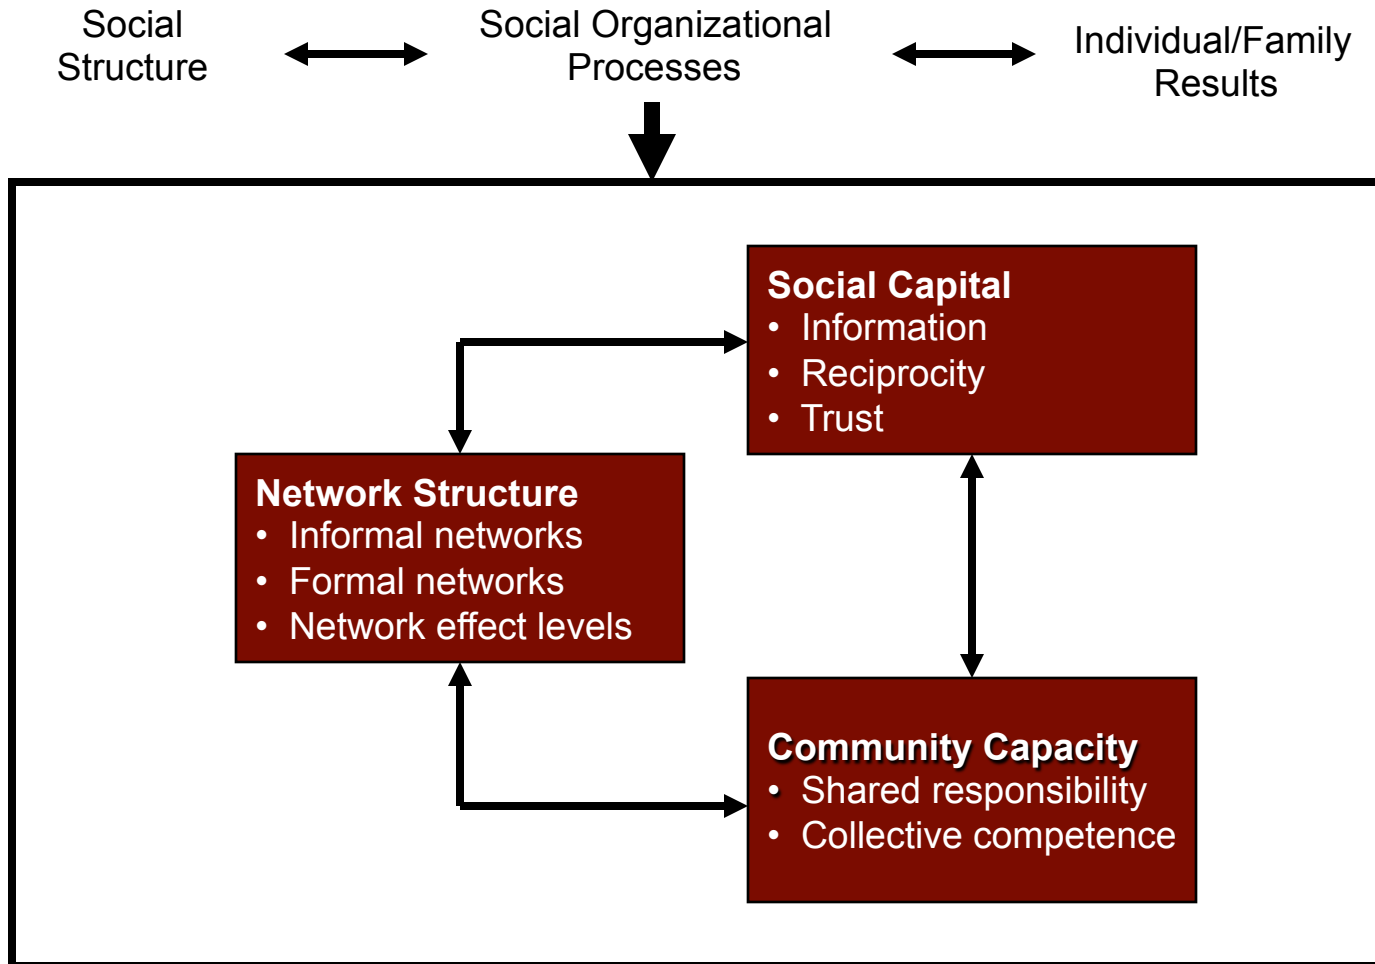 Social
Structure
Social Organizational
Processes
Individual/Family
Results
Social Capital
• Information
• Reciprocity
• Trust
Network Structure
• Informal networks
• Formal networks
• Network effect levels
Community Capacity
• Shared responsibility
• Collective competence